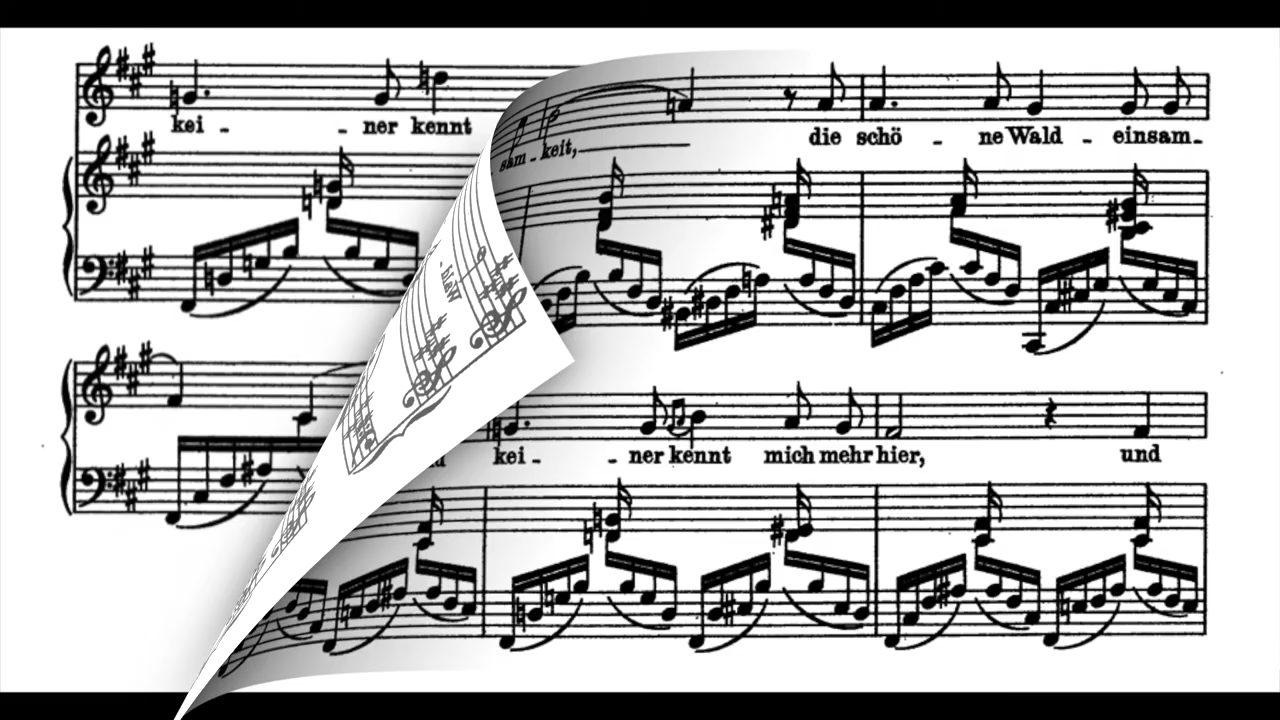 kei - - ner kennt
sam - keit, die schö - ne Wald - einsam-
kei - - ner kennt mich mehr hier, und